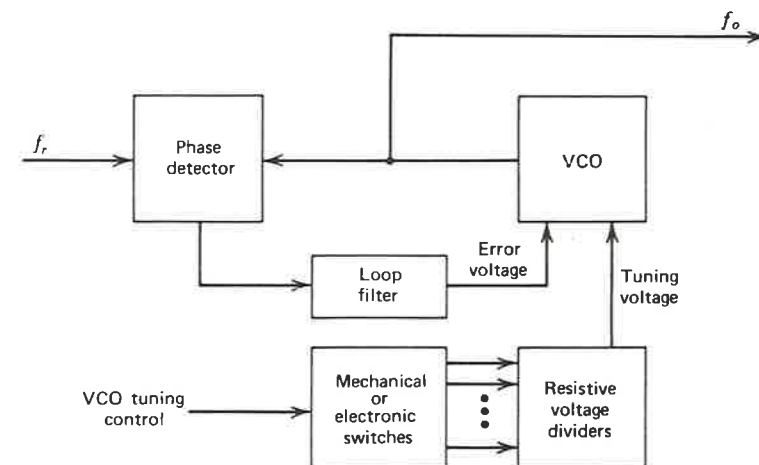 f_o
f_r
Phase
detector
VCO
Error
voltage
Loop
filter
Tuning
voltage
VCO tuning
control
Mechanical
or
electronic
switches
Resistive
voltage
dividers